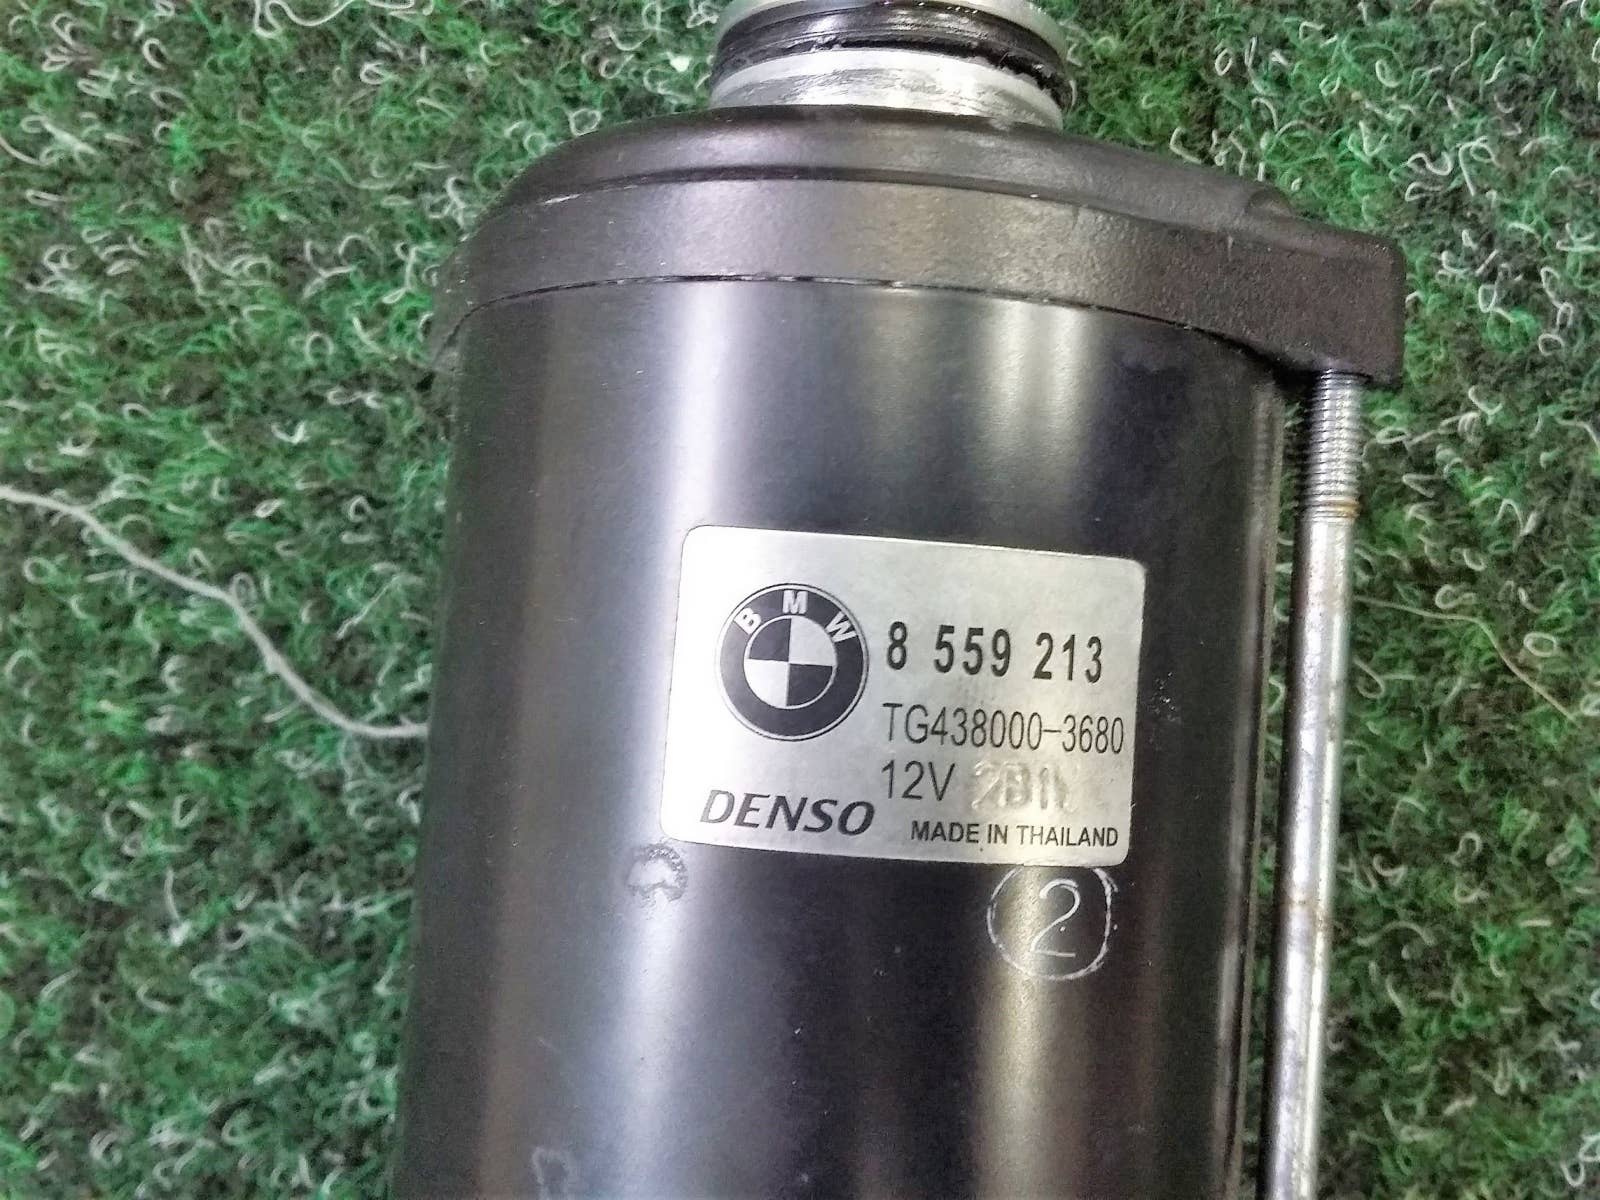 BMW
8 559 213
TG438000-3680
12V
DENSO
MADE IN THAILAND
2